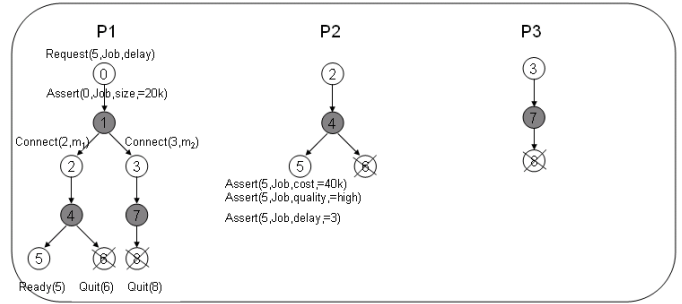 P1 P2 P3
Request(5,Job,delay)
0 2 3
Assert(0,Job,size,=20k)
1 4 7
Connect(2,m1) Connect(3,m2)
2 3 5 6 8
Assert(5,Job,cost,=40k)
Assert(5,Job,quality,=high)
4 7
Assert(5,Job,delay,=3)
5 6 8
Ready(5) Quit(6) Quit(8)